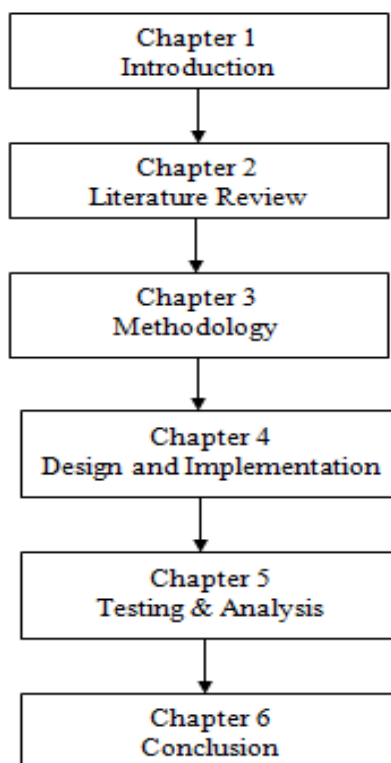 Chapter 1
Introduction
Chapter 2
Literature Review
Chapter 3
Methodology
Chapter 4
Design and Implementation
Chapter 5
Testing & Analysis
Chapter 6
Conclusion